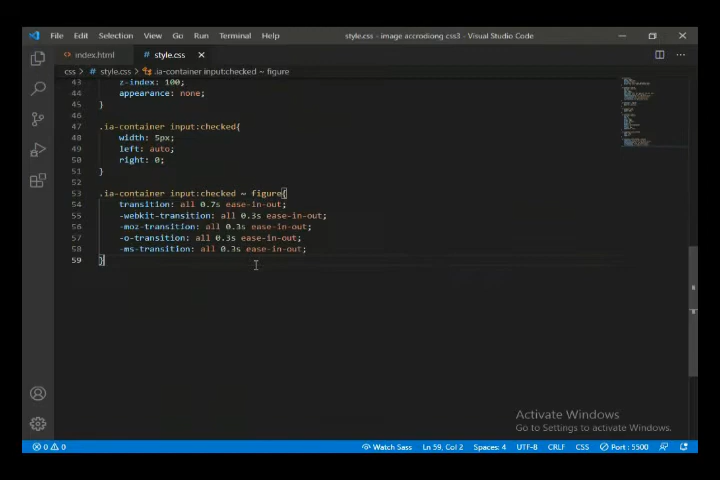 File Edit Selection View Go Run Terminal Help style.css - image accrodiong css3 - Visual Studio Code
index.html # style.css
css > # style.css > .ia-container input:checked ~ figure
43 z-index: 100;
44 appearance: none;
45 }
46
47 .ia-container input:checked{
48 width: 5px;
49 left: auto;
50 right: 0;
51 }
52
53 .ia-container input:checked ~ figure{
54 transition: all 0.7s ease-in-out;
55 -webkit-transition: all 0.3s ease-in-out;
56 -moz-transition: all 0.3s ease-in-out;
57 -o-transition: all 0.3s ease-in-out;
58 -ms-transition: all 0.3s ease-in-out;
59 }
Activate Windows
Go to Settings to activate Windows.
0 0 Watch Sass Ln 59, Col 2 Spaces: 4 UTF-8 CRLF CSS Port : 5500